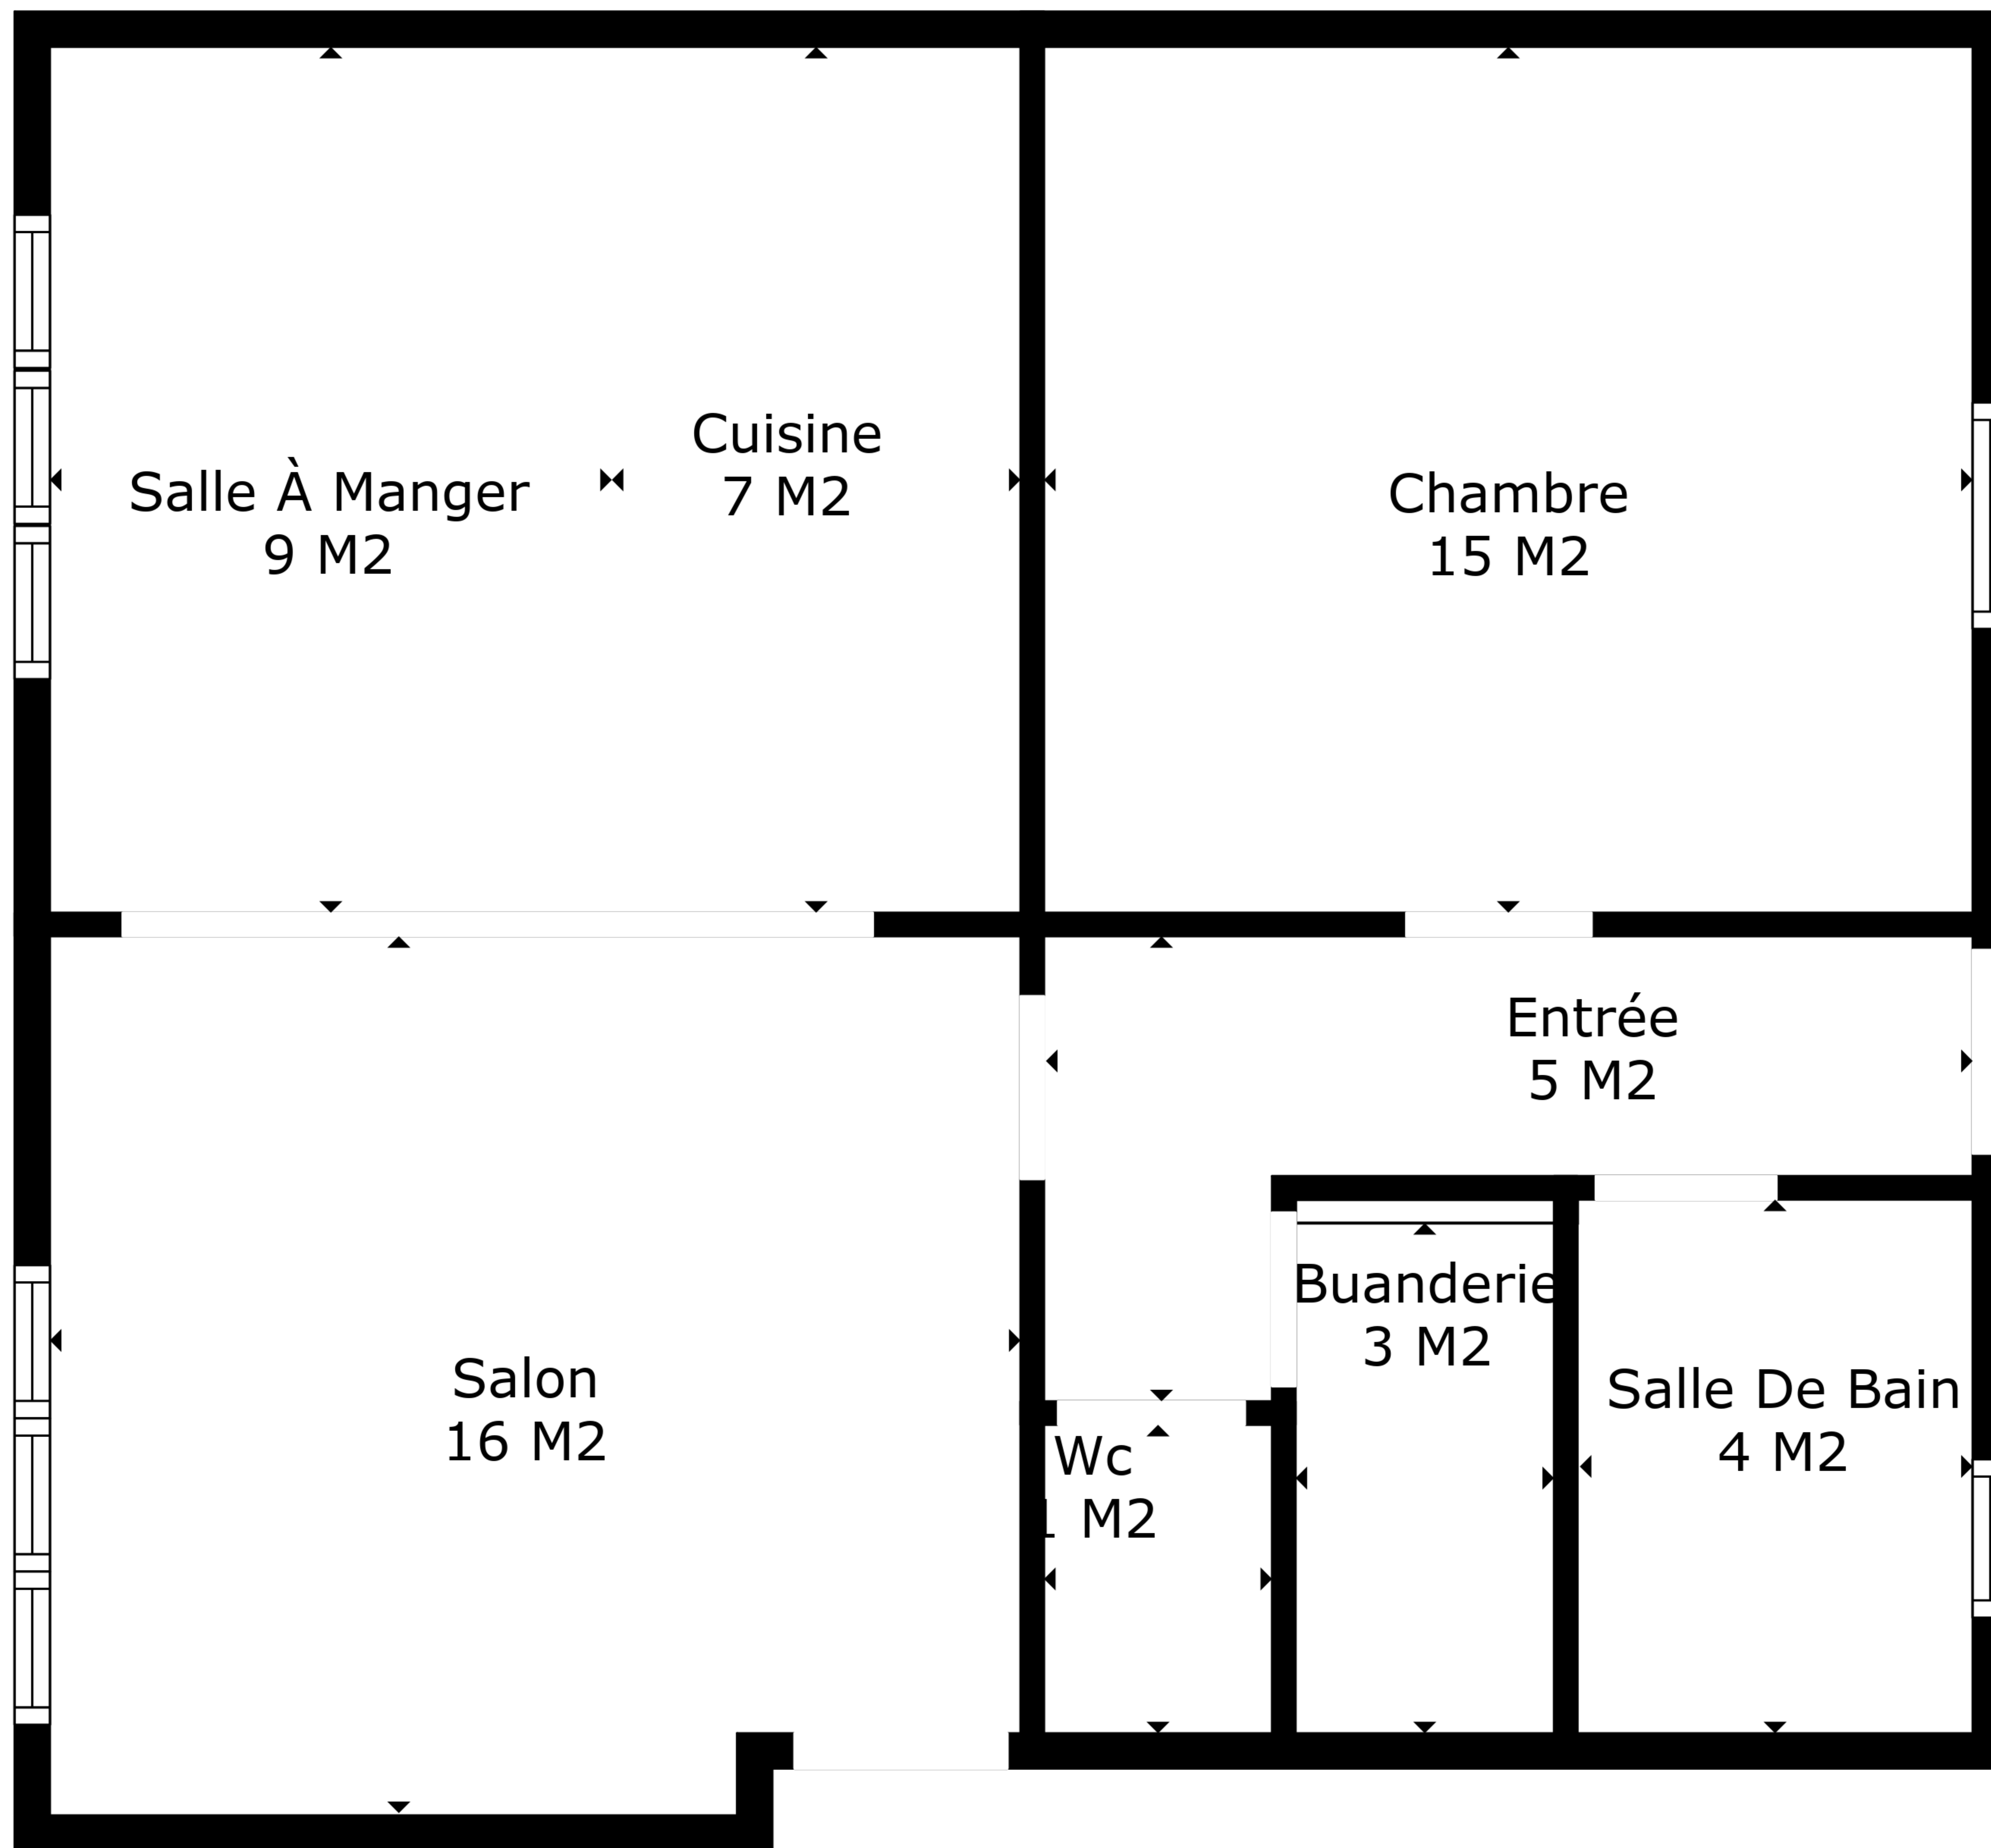 Cuisine
7 M2
Salle À Manger
9 M2
Chambre
15 M2
Entrée
5 M2
Buanderie
3 M2
Salon
16 M2
Salle De Bain
4 M2
Wc
1 M2